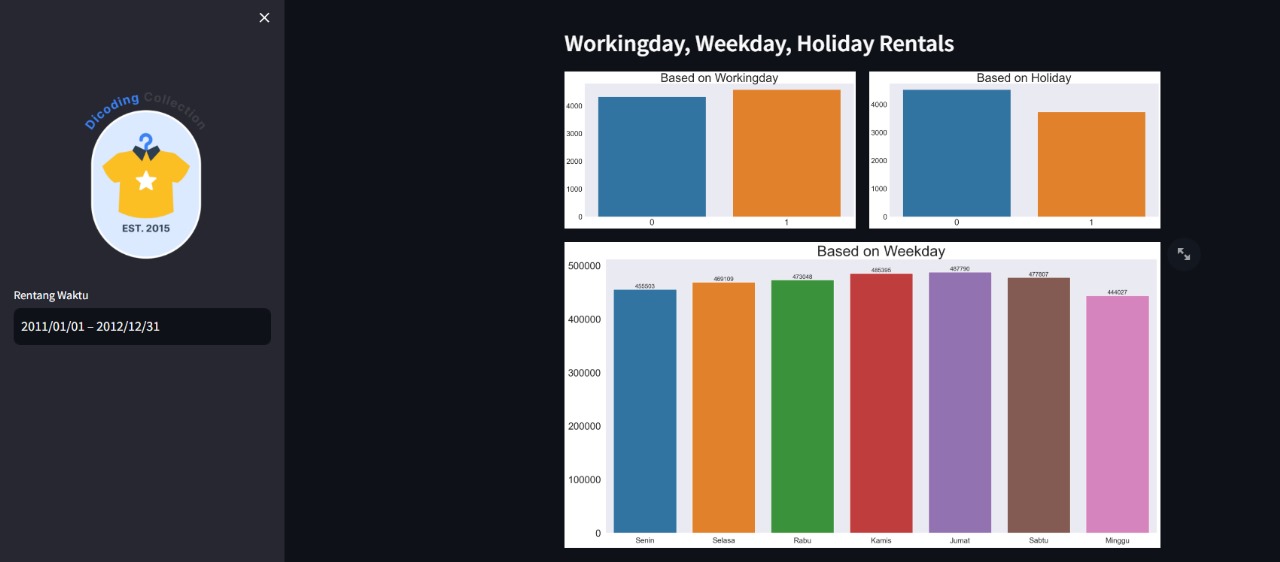 ×
Dicoding Collection
EST. 2015
Rentang Waktu
2011/01/01 – 2012/12/31
Workingday, Weekday, Holiday Rentals
Based on Workingday
4000
3000
2000
1000
0
0 1
Based on Holiday
4000
3000
2000
1000
0
0 1
Based on Weekday
500000
400000
300000
200000
100000
0
455503 469109 473048 485395 487790 477807 444027
Senin Selasa Rabu Kamis Jumat Sabtu Minggu